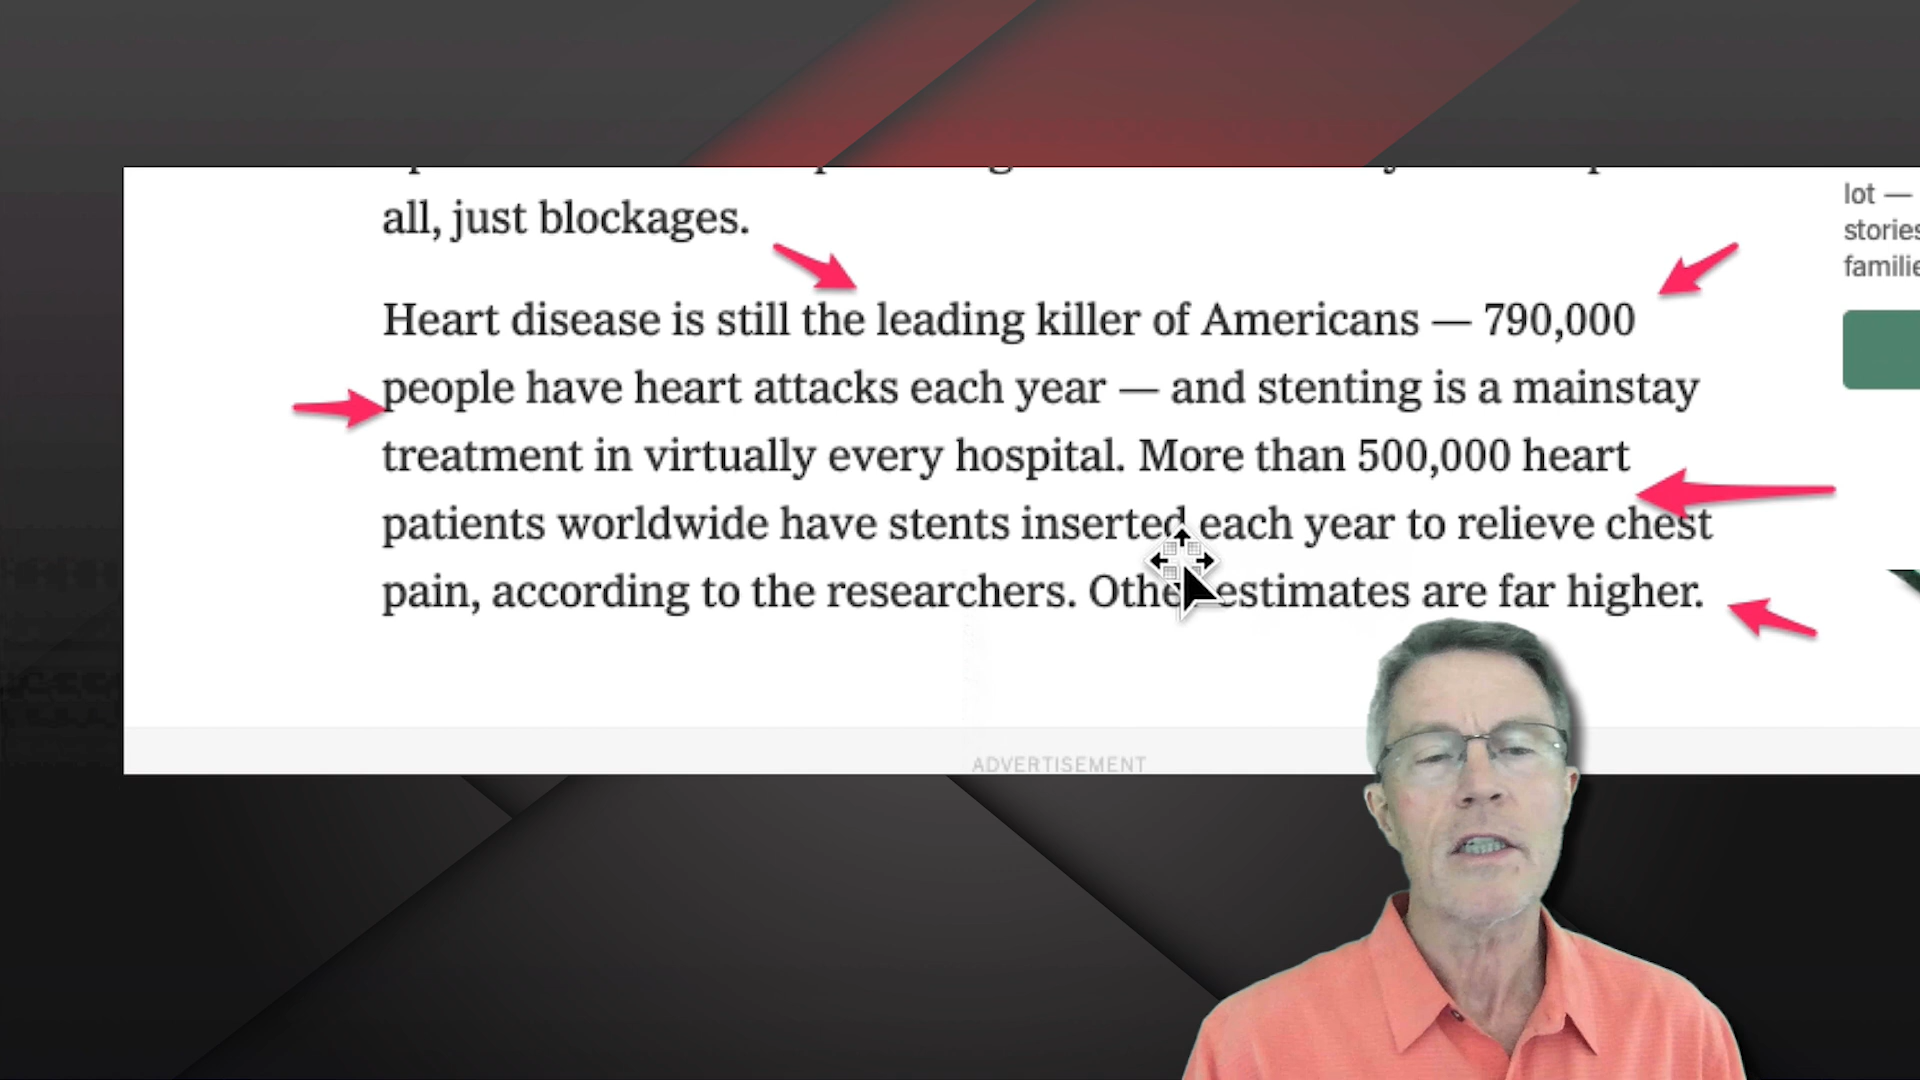 all, just blockages.
Heart disease is still the leading killer of Americans — 790,000
people have heart attacks each year — and stenting is a mainstay
treatment in virtually every hospital. More than 500,000 heart
patients worldwide have stents inserted each year to relieve chest
pain, according to the researchers. Other estimates are far higher.
lot —
stories
familie
ADVERTISEMENT